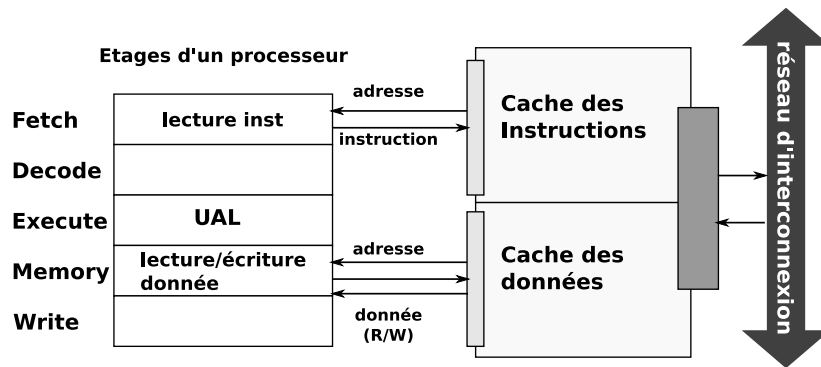 Etages d'un processeur
Fetch
lecture inst
adresse
instruction
Cache des
Instructions
Decode
Execute
UAL
Memory
lecture/écriture
donnée
adresse
Cache des
données
Write
donnée
(R/W)
réseau d'interconnexion